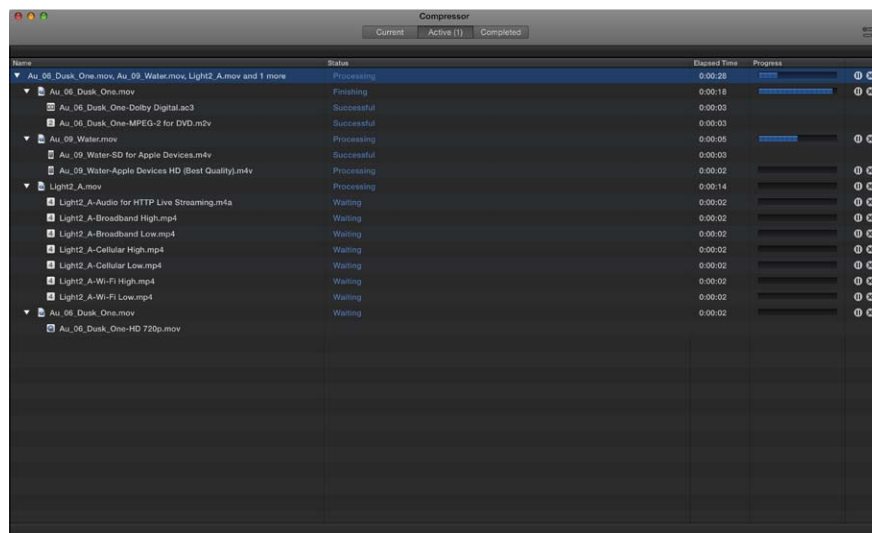 Compressor
Current Active (1) Completed
Name Status Elapsed Time Progress
Au_06_Dusk_One.mov, Au_09_Water.mov, Light2_A.mov and 1 more Processing 0:00:28
Au_06_Dusk_One.mov Finishing 0:00:18
Au_06_Dusk_One-Dolby Digital.ac3 Successful 0:00:03
Au_06_Dusk_One-MPEG-2 for DVD.m2v Successful 0:00:03
Au_09_Water.mov Processing 0:00:05
Au_09_Water-SD for Apple Devices.m4v Successful 0:00:03
Au_09_Water-Apple Devices HD (Best Quality).m4v Processing 0:00:02
Light2_A.mov Processing 0:00:14
Light2_A-Audio for HTTP Live Streaming.m4a Waiting 0:00:02
Light2_A-Broadband High.mp4 Waiting 0:00:02
Light2_A-Broadband Low.mp4 Waiting 0:00:02
Light2_A-Cellular High.mp4 Waiting 0:00:02
Light2_A-Cellular Low.mp4 Waiting 0:00:02
Light2_A-Wi-Fi High.mp4 Waiting 0:00:02
Light2_A-Wi-Fi Low.mp4 Waiting 0:00:02
Au_06_Dusk_One.mov Waiting 0:00:02
Au_06_Dusk_One-HD 720p.mov